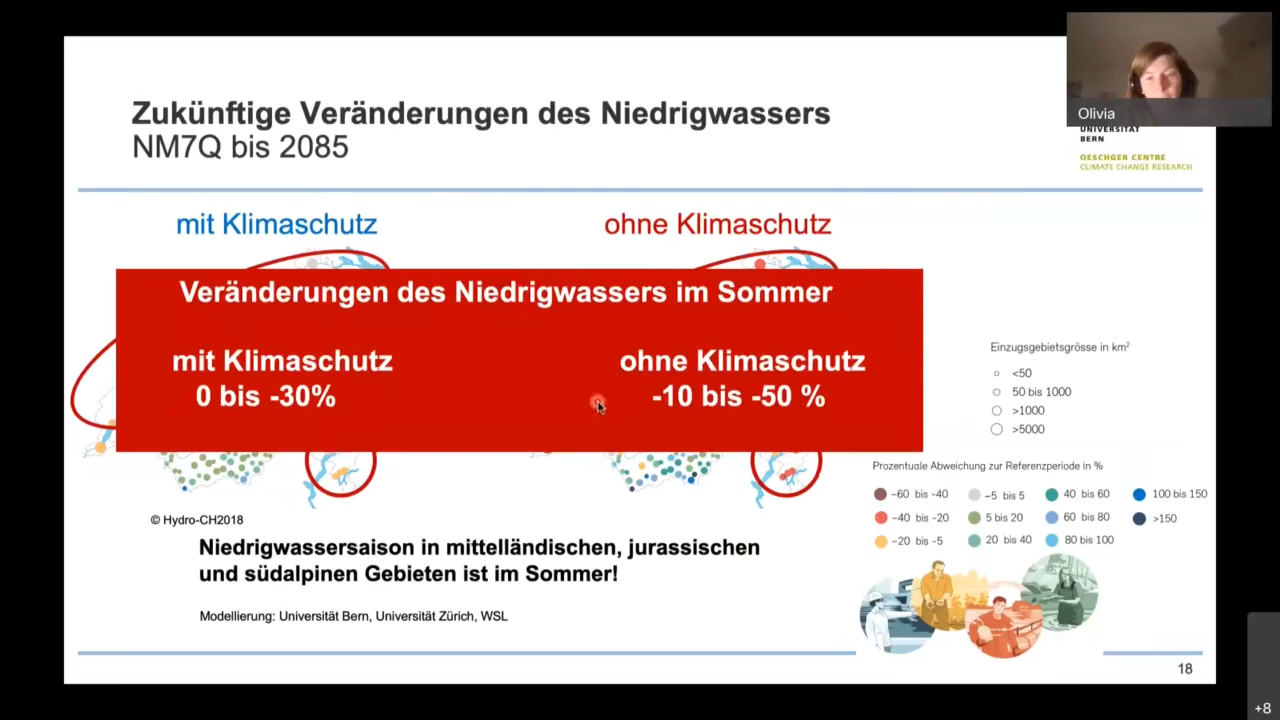 Olivia
Zukünftige Veränderungen des Niedrigwassers
NM7Q bis 2085
UNIVERSITÄT
BERN
OESCHGER CENTRE
CLIMATE CHANGE RESEARCH
mit Klimaschutz
ohne Klimaschutz
Veränderungen des Niedrigwassers im Sommer
mit Klimaschutz
0 bis -30%
ohne Klimaschutz
-10 bis -50 %
Einzugsgebietsgrösse in km²
<50
50 bis 1000
>1000
>5000
Prozentuale Abweichung zur Referenzperiode in %
−60 bis -40
−40 bis -20
−20 bis -5
−5 bis 5
5 bis 20
20 bis 40
40 bis 60
60 bis 80
80 bis 100
100 bis 150
>150
© Hydro-CH2018
Niedrigwassersaison in mittelländischen, jurassischen
und südalpinen Gebieten ist im Sommer!
Modellierung: Universität Bern, Universität Zürich, WSL
18
+8